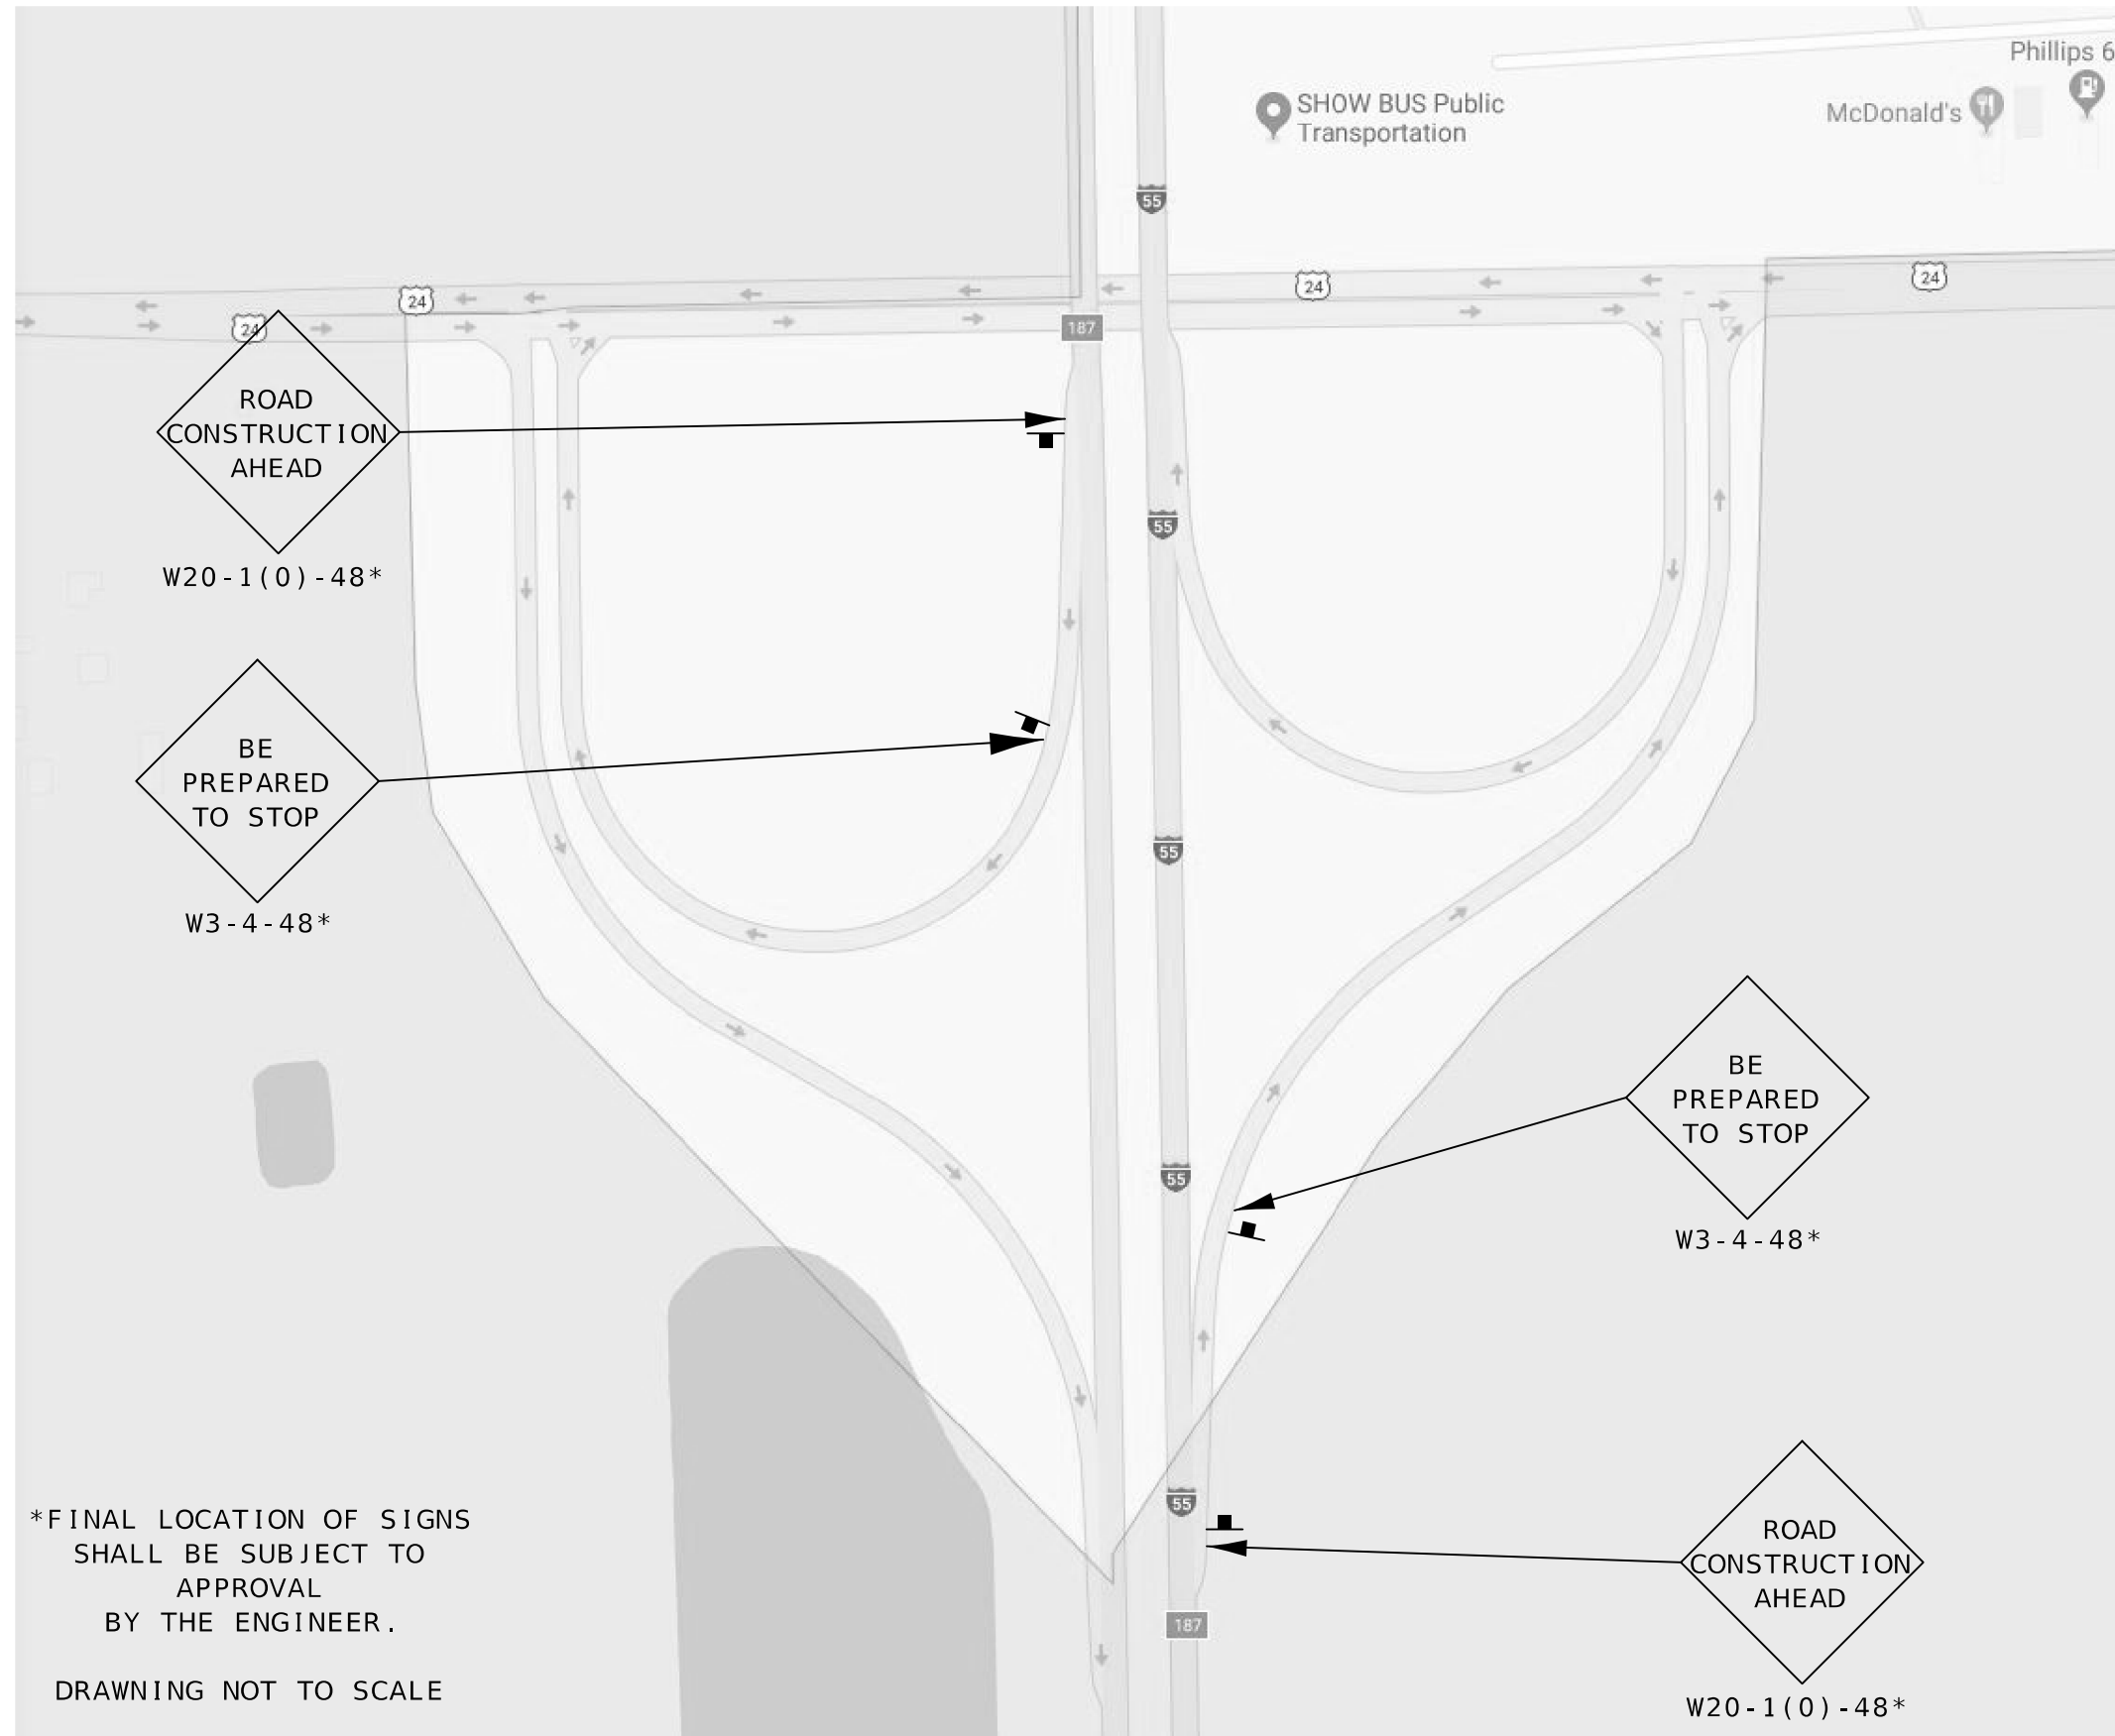 Phillips 6
SHOW BUS Public
Transportation
McDonald's
55
24
24
24
24
187
ROAD
CONSTRUCTION
AHEAD
W20-1(0)-48*
55
BE
PREPARED
TO STOP
W3-4-48*
55
BE
PREPARED
TO STOP
W3-4-48*
55
55
ROAD
CONSTRUCTION
AHEAD
W20-1(0)-48*
187
*FINAL LOCATION OF SIGNS
SHALL BE SUBJECT TO
APPROVAL
BY THE ENGINEER.
DRAWNING NOT TO SCALE